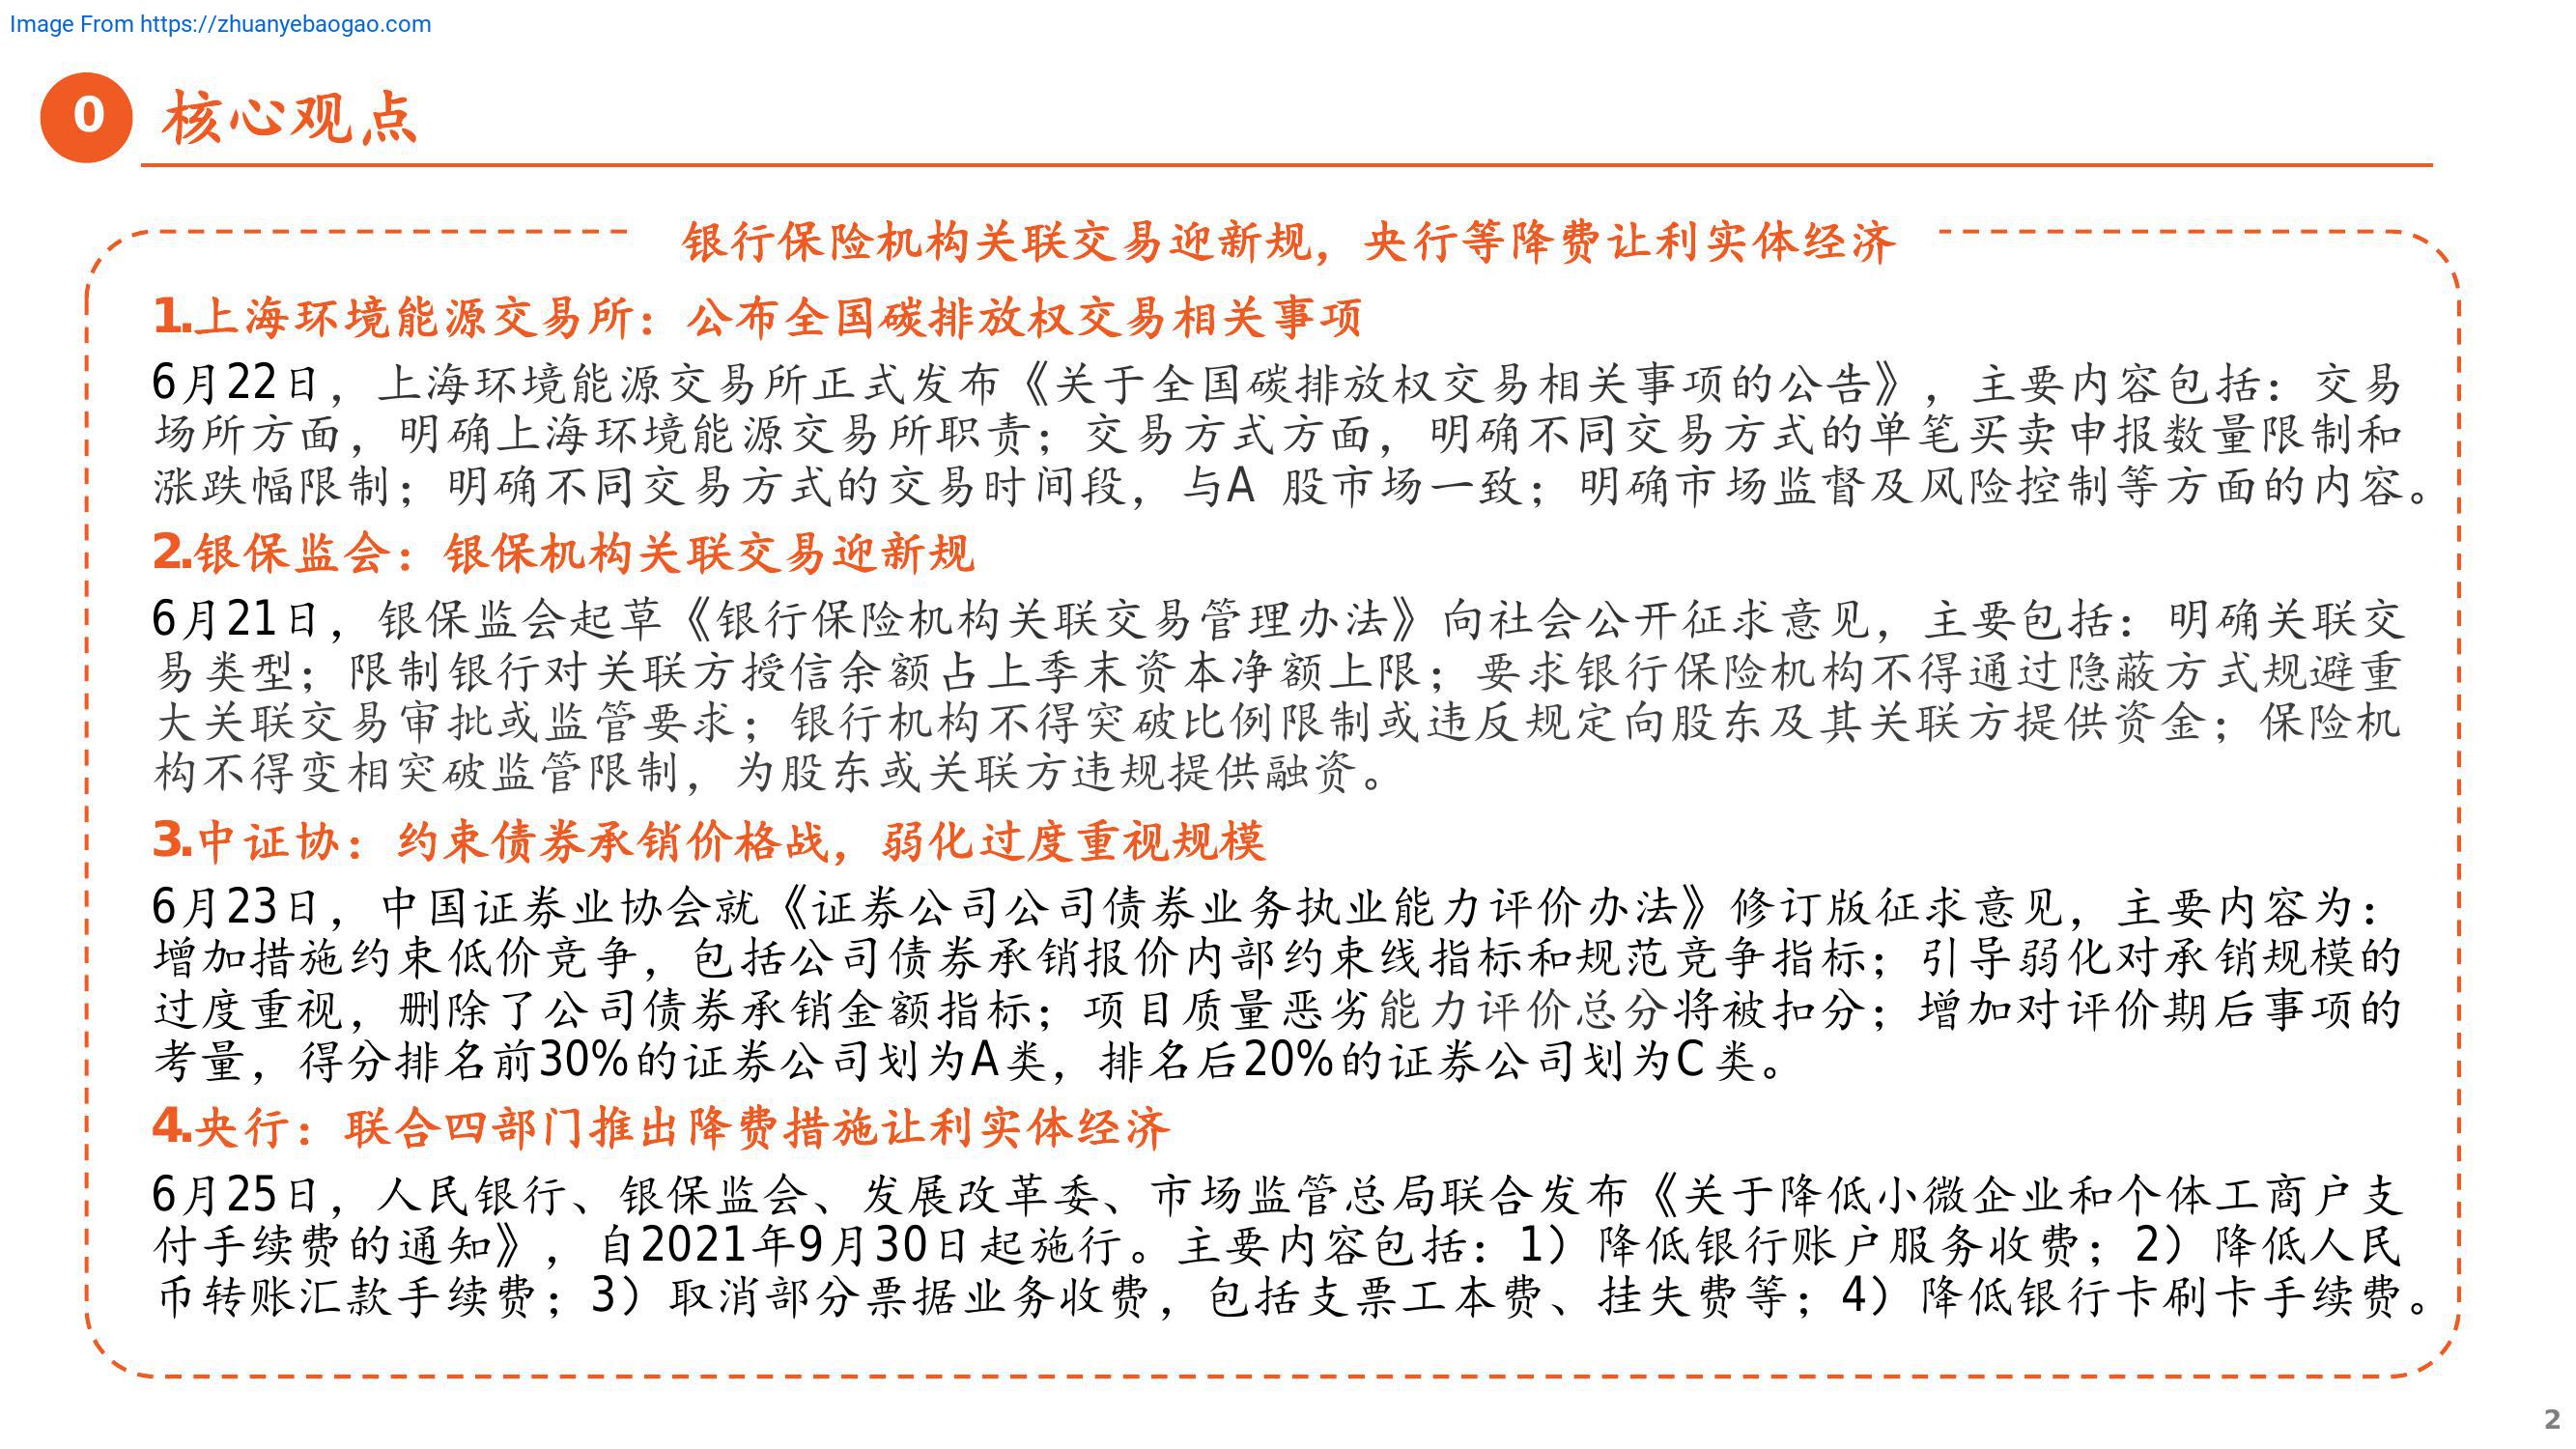 Image From https://zhuanyebaogao.com
0 核心观点
银行保险机构关联交易迎新规，央行等降费让利实体经济
1.上海环境能源交易所：公布全国碳排放权交易相关事项
6月22日，上海环境能源交易所正式发布《关于全国碳排放权交易相关事项的公告》，主要内容包括：交易
场所方面，明确上海环境能源交易所职责；交易方式方面，明确不同交易方式的单笔买卖申报数量限制和
涨跌幅限制；明确不同交易方式的交易时间段，与A 股市场一致；明确市场监督及风险控制等方面的内容。
2.银保监会：银保机构关联交易迎新规
6月21日，银保监会起草《银行保险机构关联交易管理办法》向社会公开征求意见，主要包括：明确关联交
易类型；限制银行对关联方授信余额占上季末资本净额上限；要求银行保险机构不得通过隐蔽方式规避重
大关联交易审批或监管要求；银行机构不得突破比例限制或违反规定向股东及其关联方提供资金；保险机
构不得变相突破监管限制，为股东或关联方违规提供融资。
3.中证协：约束债券承销价格战，弱化过度重视规模
6月23日，中国证券业协会就《证券公司公司债券业务执业能力评价办法》修订版征求意见，主要内容为：
增加措施约束低价竞争，包括公司债券承销报价内部约束线指标和规范竞争指标；引导弱化对承销规模的
过度重视，删除了公司债券承销金额指标；项目质量恶劣能力评价总分将被扣分；增加对评价期后事项的
考量，得分排名前30%的证券公司划为A类，排名后20%的证券公司划为C类。
4.央行：联合四部门推出降费措施让利实体经济
6月25日，人民银行、银保监会、发展改革委、市场监管总局联合发布《关于降低小微企业和个体工商户支
付手续费的通知》，自2021年9月30日起施行。主要内容包括：1）降低银行账户服务收费；2）降低人民
币转账汇款手续费；3）取消部分票据业务收费，包括支票工本费、挂失费等；4）降低银行卡刷卡手续费。
2